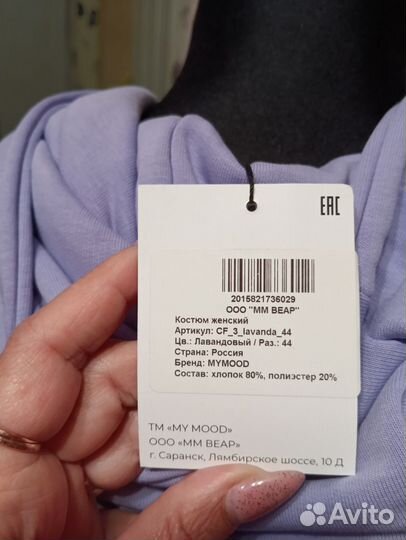 EAC
2015821736029
ООО "ММ ВЕАР"
Костюм женский
Артикул: CF_3_lavanda_44
Цв.: Лавандовый / Раз.: 44
Страна: Россия
Бренд: MYMOOD
Состав: хлопок 80%, полиэстер 20%
ТМ «MY MOOD»
ООО «ММ ВЕАР»
г. Саранск, Лямбирское шоссе, 10 Д
Avito